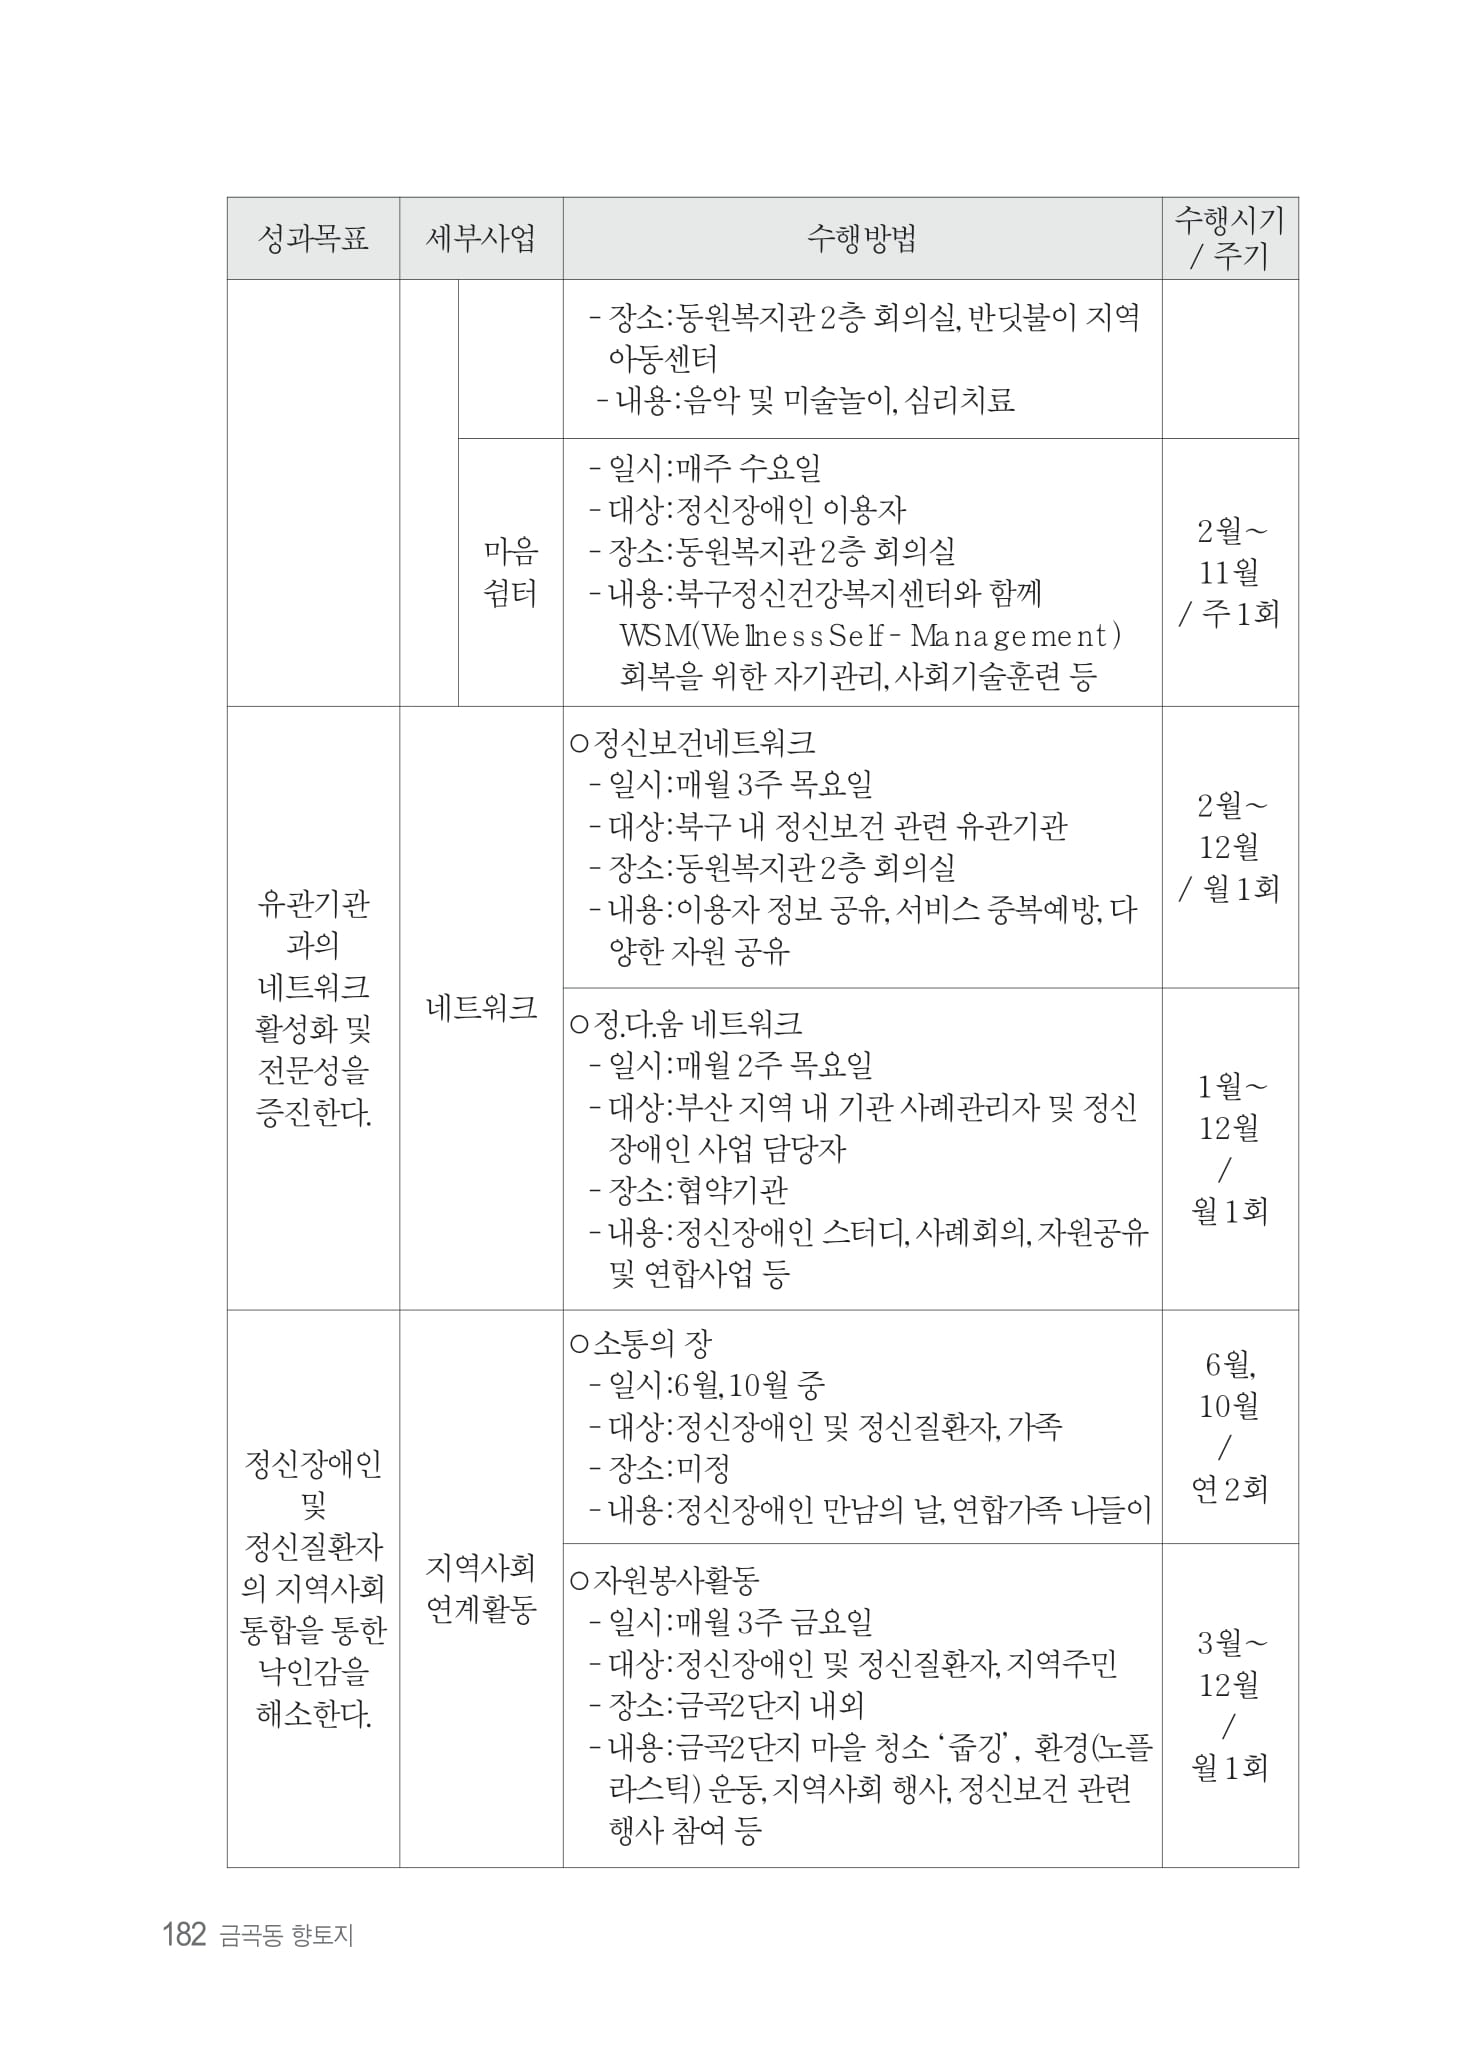 성과목표 세부사업 수행방법 수행시기
/ 주기
- 장소:동원복지관 2층 회의실, 반딧불이 지역
아동센터
- 내용:음악 및 미술놀이, 심리치료
마음
쉼터
- 일시:매주 수요일
- 대상:정신장애인 이용자
- 장소:동원복지관 2층 회의실
- 내용:북구정신건강복지센터와 함께
WSM(Wellness Self- Management)
회복을 위한 자기관리, 사회기술훈련 등
2월~
11월
/ 주 1회
유관기관
과의
네트워크
활성화 및
전문성을
증진한다.
네트워크
○ 정신보건네트워크
- 일시:매월 3주 목요일
- 대상:북구 내 정신보건 관련 유관기관
- 장소:동원복지관 2층 회의실
- 내용:이용자 정보 공유, 서비스 중복예방, 다
양한 자원 공유
2월~
12월
/ 월 1회
○ 정.다.움 네트워크
- 일시:매월 2주 목요일
- 대상:부산 지역 내 기관 사례관리자 및 정신
장애인 사업 담당자
- 장소:협약기관
- 내용:정신장애인 스터디, 사례회의, 자원공유
및 연합사업 등
1월~
12월
/
월 1회
정신장애인
및
정신질환자
의 지역사회
통합을 통한
낙인감을
해소한다.
지역사회
연계활동
○ 소통의 장
- 일시:6월, 10월 중
- 대상:정신장애인 및 정신질환자, 가족
- 장소:미정
- 내용:정신장애인 만남의 날, 연합가족 나들이
6월,
10월
/
연 2회
○ 자원봉사활동
- 일시:매월 3주 금요일
- 대상:정신장애인 및 정신질환자, 지역주민
- 장소:금곡2단지 내외
- 내용:금곡2단지 마을 청소 ‘줍깅’, 환경(노플
라스틱) 운동, 지역사회 행사, 정신보건 관련
행사 참여 등
3월~
12월
/
월 1회
182 금곡동 향토지